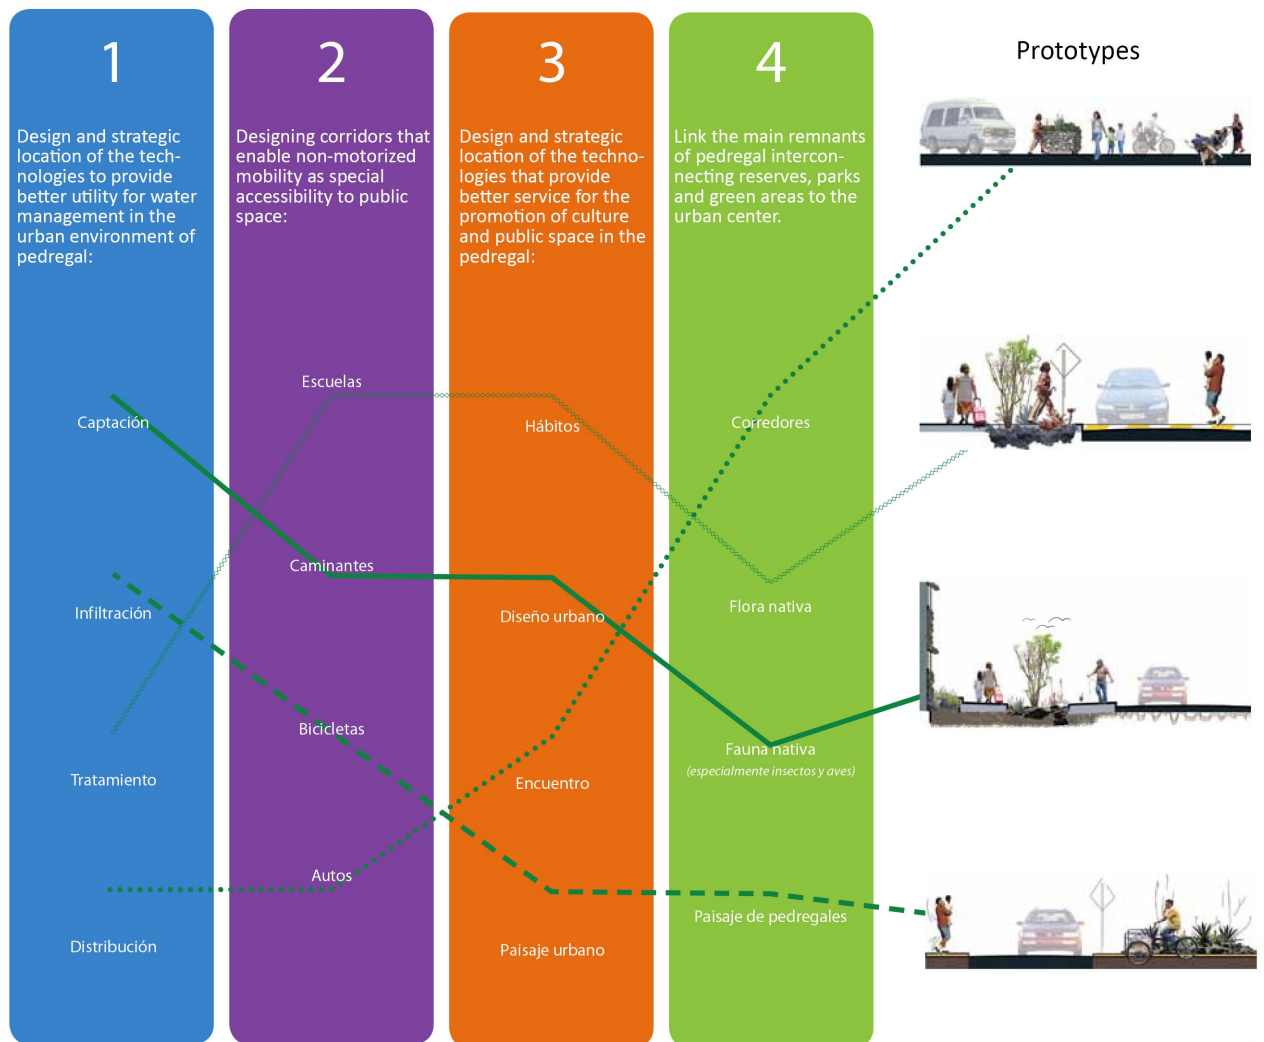 1
Design and strategic
location of the tech-
nologies to provide
better utility for water
management in the
urban environment of
pedregal:
Captación
Infiltración
Tratamiento
Distribución
2
Designing corridors that
enable non-motorized
mobility as special
accessibility to public
space:
Escuelas
Caminantes
Bicicletas
Autos
3
Design and strategic
location of the techno-
logies that provide
better service for the
promotion of culture
and public space in the
pedregal:
Hábitos
Diseño urbano
Encuentro
Paisaje urbano
4
Link the main remnants
of pedregal intercon-
necting reserves, parks
and green areas to the
urban center.
Corredores
Flora nativa
Fauna nativa
(especialmente insectos y aves)
Paisaje de pedregales
Prototypes